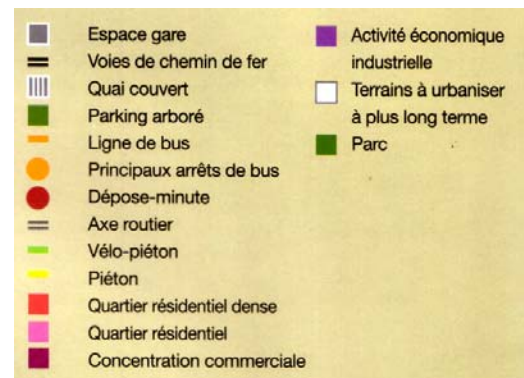 Espace gare
Voies de chemin de fer
Quai couvert
Parking arboré
Ligne de bus
Principaux arrêts de bus
Dépose-minute
Axe routier
Vélo-piéton
Piéton
Quartier résidentiel dense
Quartier résidentiel
Concentration commerciale
Activité économique
industrielle
Terrains à urbaniser
à plus long terme
Parc